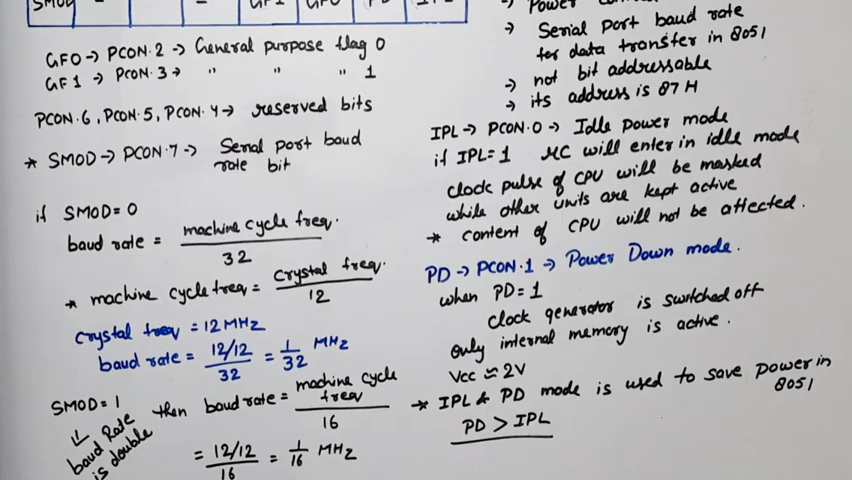 SMOD - - GF1 GF0 PD IPL
GF0 → PCON.2 → General purpose flag 0
GF1 → PCON.3 → " " " 1
PCON.6, PCON.5, PCON.4 → reserved bits
* SMOD → PCON.7 → Serial port baud
rate bit
if SMOD = 0
baud rate = machine cycle freq. / 32
* machine cycle freq = crystal freq. / 12
crystal freq = 12 MHz
baud rate = 12/12 / 32 = 1/32 MHz
SMOD = 1 then baud rate = machine cycle freq / 16
⇓ baud Rate
is double
= 12/12 / 16 = 1/16 MHz
→ Power
→ Serial Port baud rate
for data transfer in 8051
→ not bit addressable
→ its address is 87H
IPL → PCON.0 → Idle power mode
if IPL = 1 MC will enter in idle mode
clock pulse of CPU will be masked
while other units are kept active
* content of CPU will not be affected.
PD → PCON.1 → Power Down mode.
when PD = 1
clock generator is switched off
Only internal memory is active.
Vcc ≃ 2V
* IPL & PD mode is used to save power in
8051
PD > IPL